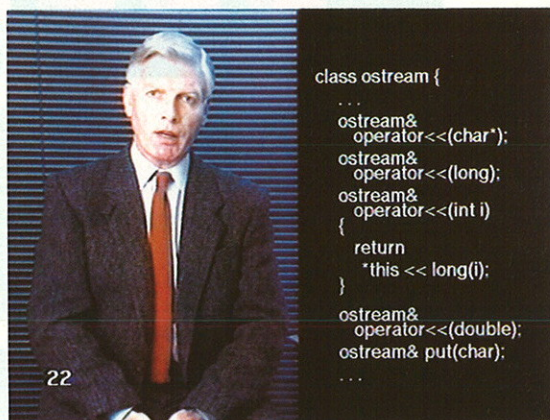 class ostream {
...
ostream&
operator<<(char*);
ostream&
operator<<(long);
ostream&
operator<<(int i)
{
return
*this << long(i);
}
ostream&
operator<<(double);
ostream& put(char);
...
22